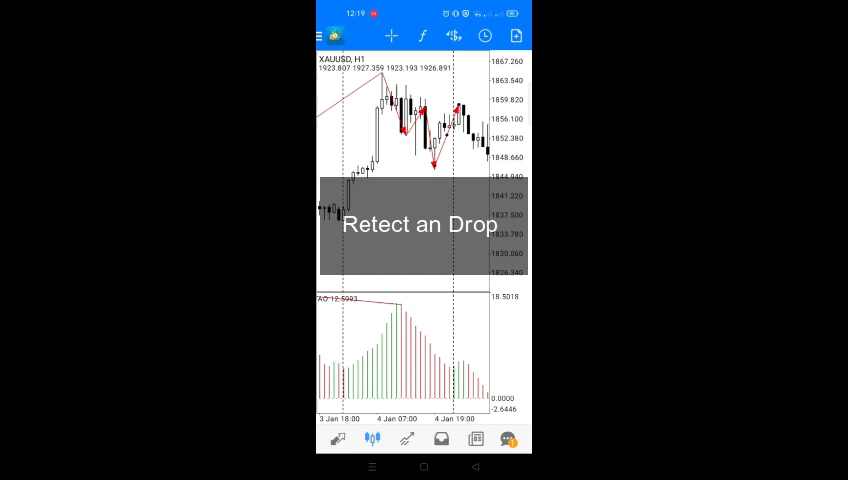 12:19
XAUUSD, H1
1923.807 1927.359 1923.193 1926.891
1867.260
1863.540
1859.820
1856.100
1852.380
1848.660
1844.940
1841.220
1837.500
1833.780
1830.060
1826.340
Retect an Drop
AO 12.5993
18.5018
0.0000
-2.6446
3 Jan 18:00
4 Jan 07:00
4 Jan 19:00